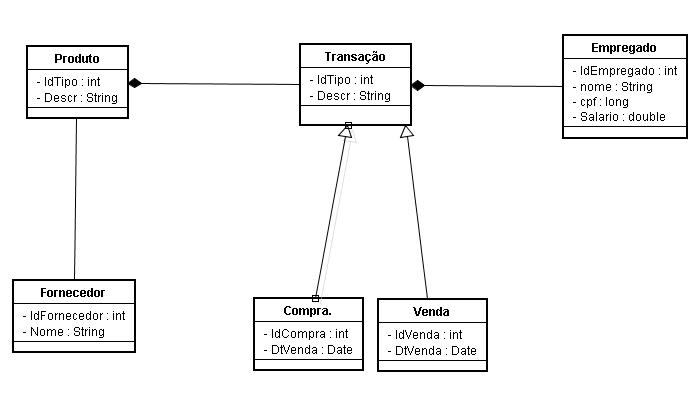 Produto
- IdTipo : int
- Descr : String
Transação
- IdTipo : int
- Descr : String
Empregado
- IdEmpregado : int
- nome : String
- cpf : long
- Salario : double
Fornecedor
- IdFornecedor : int
- Nome : String
Compra.
- IdCompra : int
- DtVenda : Date
Venda
- IdVenda : int
- DtVenda : Date